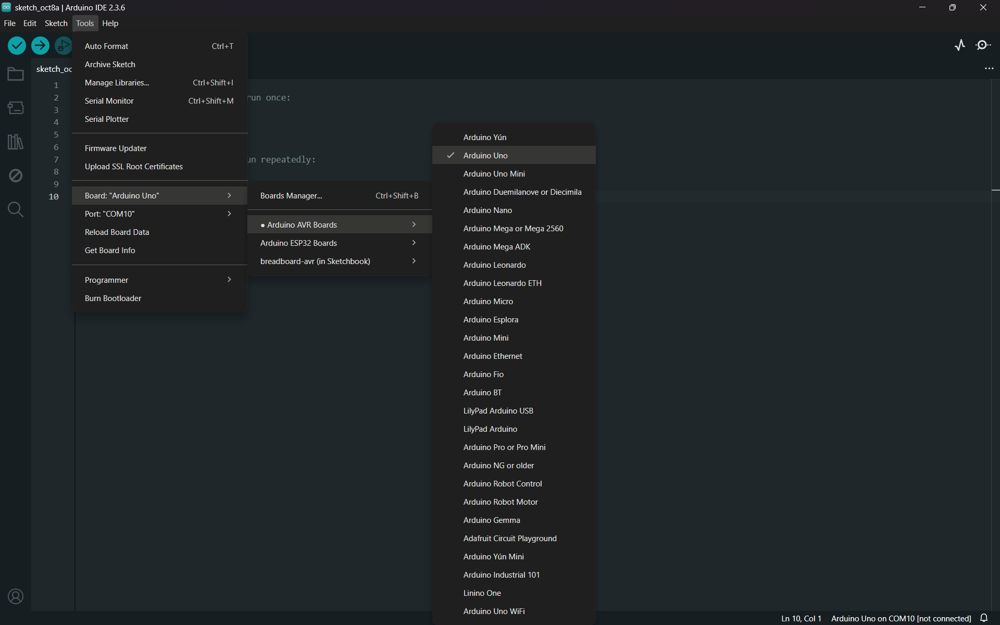 sketch_oct8a | Arduino IDE 2.3.6
File Edit Sketch Tools Help
sketch_oc
1
2
3
4
5
6
7
8
9
10
run once:
un repeatedly:
Auto Format Ctrl+T
Archive Sketch
Manage Libraries... Ctrl+Shift+I
Serial Monitor Ctrl+Shift+M
Serial Plotter
Firmware Updater
Upload SSL Root Certificates
Board: "Arduino Uno"
Port: "COM10"
Reload Board Data
Get Board Info
Programmer
Burn Bootloader
Boards Manager... Ctrl+Shift+B
● Arduino AVR Boards
Arduino ESP32 Boards
breadboard-avr (in Sketchbook)
Arduino Yún
✓ Arduino Uno
Arduino Uno Mini
Arduino Duemilanove or Diecimila
Arduino Nano
Arduino Mega or Mega 2560
Arduino Mega ADK
Arduino Leonardo
Arduino Leonardo ETH
Arduino Micro
Arduino Esplora
Arduino Mini
Arduino Ethernet
Arduino Fio
Arduino BT
LilyPad Arduino USB
LilyPad Arduino
Arduino Pro or Pro Mini
Arduino NG or older
Arduino Robot Control
Arduino Robot Motor
Arduino Gemma
Adafruit Circuit Playground
Arduino Yún Mini
Arduino Industrial 101
Linino One
Arduino Uno WiFi
Ln 10, Col 1 Arduino Uno on COM10 [not connected]